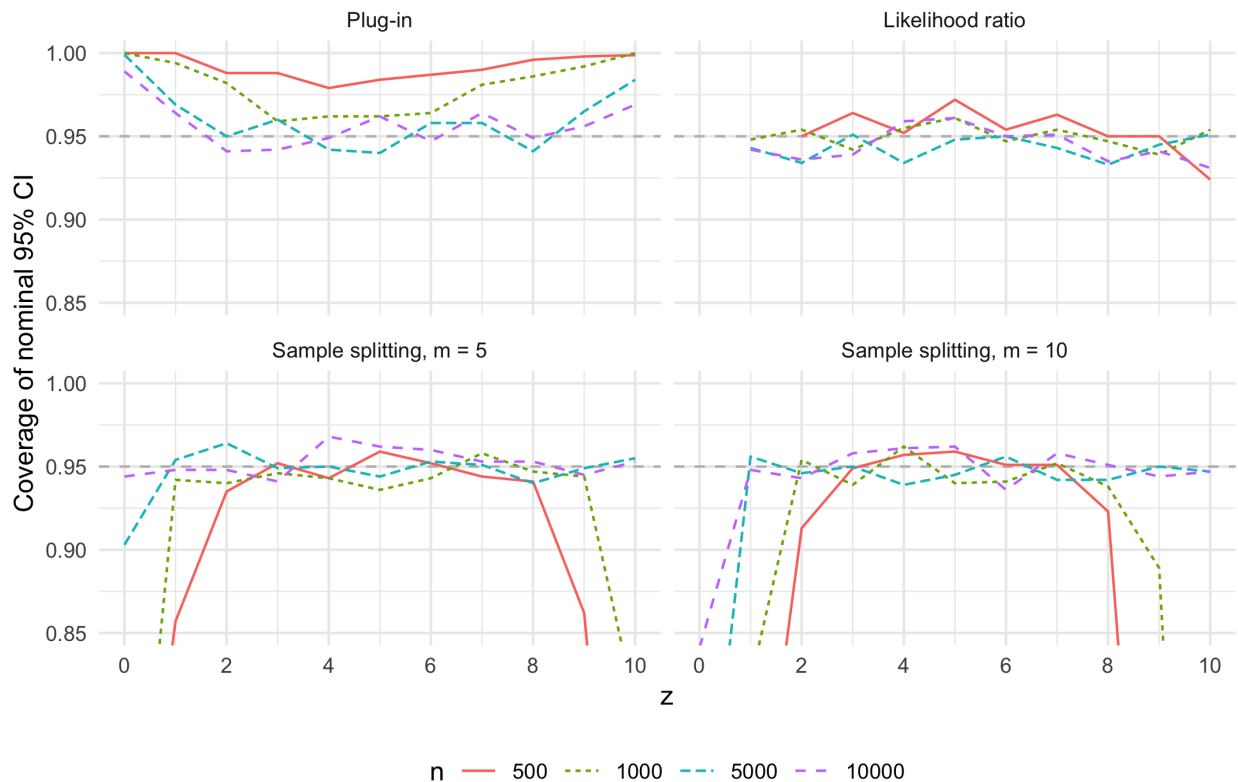 Plug-in
Likelihood ratio
1.00
0.95
0.90
0.85
Sample splitting, m = 5
Sample splitting, m = 10
1.00
0.95
0.90
0.85
Coverage of nominal 95% CI
0 2 4 6 8 10
0 2 4 6 8 10
z
n 500 1000 5000 10000